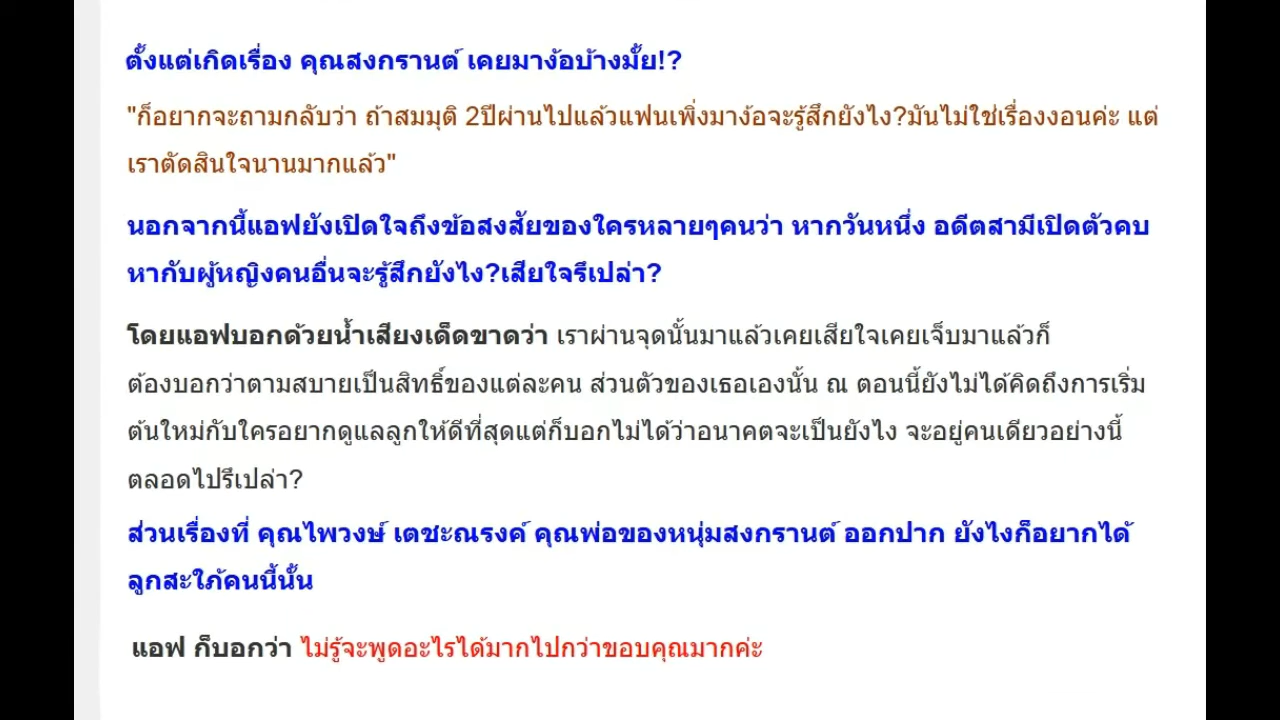 ตั้งแต่เกิดเรื่อง คุณสงกรานต์ เคยมาง้อบ้างมั้ย!?
"ก็อยากจะถามกลับว่า ถ้าสมมุติ 2ปีผ่านไปแล้วแฟนเพิ่งมาง้อจะรู้สึกยังไง?มันไม่ใช่เรื่องงอนค่ะ แต่
เราตัดสินใจนานมากแล้ว"
นอกจากนี้แอฟยังเปิดใจถึงข้อสงสัยของใครหลายๆคนว่า หากวันหนึ่ง อดีตสามีเปิดตัวคบ
หากับผู้หญิงคนอื่นจะรู้สึกยังไง?เสียใจรึเปล่า?
โดยแอฟบอกด้วยน้ำเสียงเด็ดขาดว่า เราผ่านจุดนั้นมาแล้วเคยเสียใจเคยเจ็บมาแล้วก็
ต้องบอกว่าตามสบายเป็นสิทธิ์ของแต่ละคน ส่วนตัวของเธอเองนั้น ณ ตอนนี้ยังไม่ได้คิดถึงการเริ่ม
ต้นใหม่กับใครอยากดูแลลูกให้ดีที่สุดแต่ก็บอกไม่ได้ว่าอนาคตจะเป็นยังไง จะอยู่คนเดียวอย่างนี้
ตลอดไปรึเปล่า?
ส่วนเรื่องที่ คุณไพวงษ์ เตชะณรงค์ คุณพ่อของหนุ่มสงกรานต์ ออกปาก ยังไงก็อยากได้
ลูกสะใภ้คนนี้นั้น
แอฟ ก็บอกว่า ไม่รู้จะพูดอะไรได้มากไปกว่าขอบคุณมากค่ะ